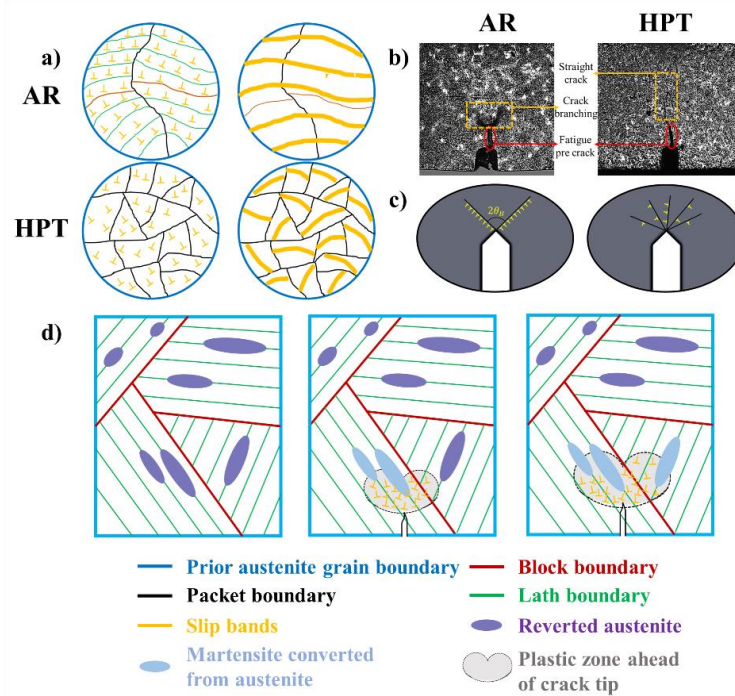 AR HPT
a)
b)
AR
Straight
crack
Crack
branching
Fatigue
pre crack
HPT
c)
2θB
d)
Prior austenite grain boundary
Block boundary
Packet boundary
Lath boundary
Slip bands
Reverted austenite
Martensite converted
from austenite
Plastic zone ahead
of crack tip